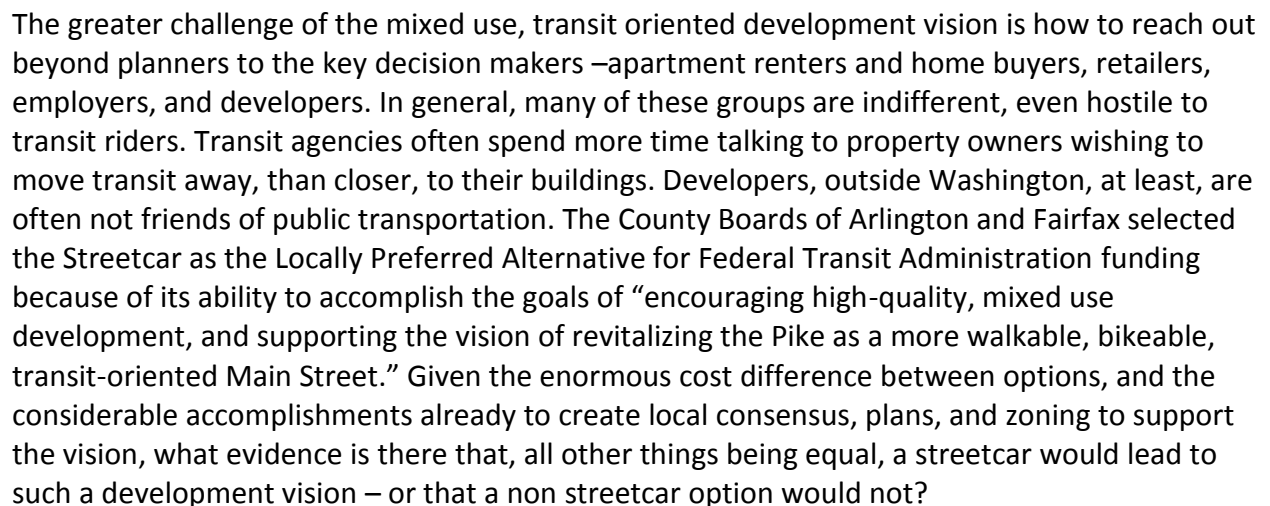 The greater challenge of the mixed use, transit oriented development vision is how to reach out
beyond planners to the key decision makers –apartment renters and home buyers, retailers,
employers, and developers. In general, many of these groups are indifferent, even hostile to
transit riders. Transit agencies often spend more time talking to property owners wishing to
move transit away, than closer, to their buildings. Developers, outside Washington, at least, are
often not friends of public transportation. The County Boards of Arlington and Fairfax selected
the Streetcar as the Locally Preferred Alternative for Federal Transit Administration funding
because of its ability to accomplish the goals of “encouraging high-quality, mixed use
development, and supporting the vision of revitalizing the Pike as a more walkable, bikeable,
transit-oriented Main Street.” Given the enormous cost difference between options, and the
considerable accomplishments already to create local consensus, plans, and zoning to support
the vision, what evidence is there that, all other things being equal, a streetcar would lead to
such a development vision – or that a non streetcar option would not?